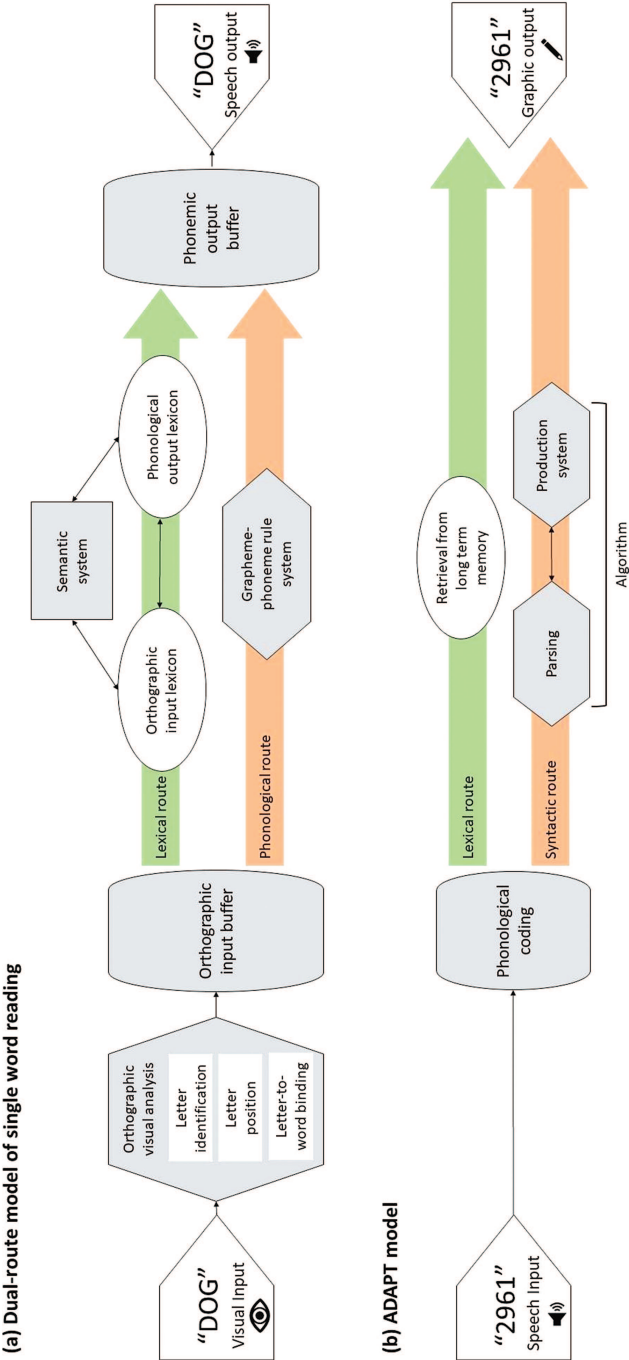 (a) Dual-route model of single word reading
“DOG”
Visual Input
Orthographic
visual analysis
Letter
identification
Letter
position
Letter-to-
word binding
Orthographic
input buffer
Lexical route
Orthographic
input lexicon
Semantic
system
Phonological
output lexicon
Phonological route
Grapheme-
phoneme rule
system
Phonemic
output
buffer
“DOG”
Speech output
(b) ADAPT model
“2961”
Speech Input
Phonological
coding
Lexical route
Retrieval from
long term
memory
Syntactic route
Parsing
Production
system
Algorithm
“2961”
Graphic output